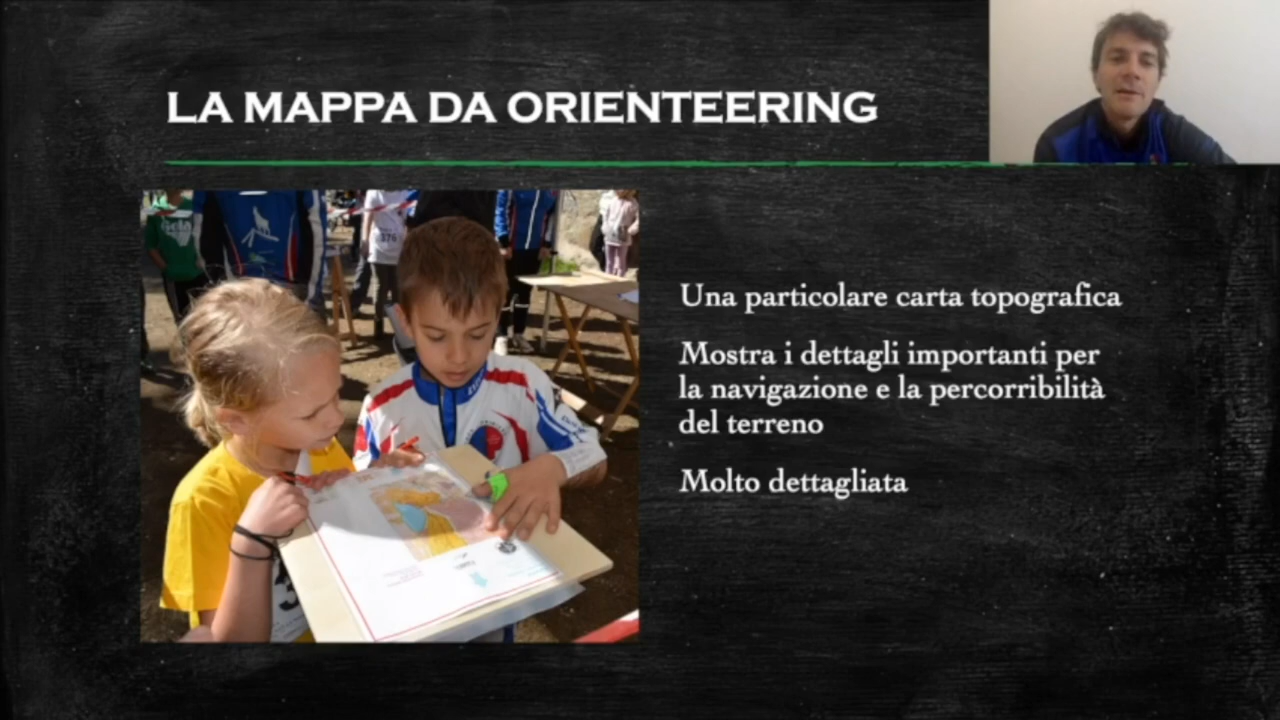 LA MAPPA DA ORIENTEERING
Una particolare carta topografica
Mostra i dettagli importanti per
la navigazione e la percorribilità
del terreno
Molto dettagliata